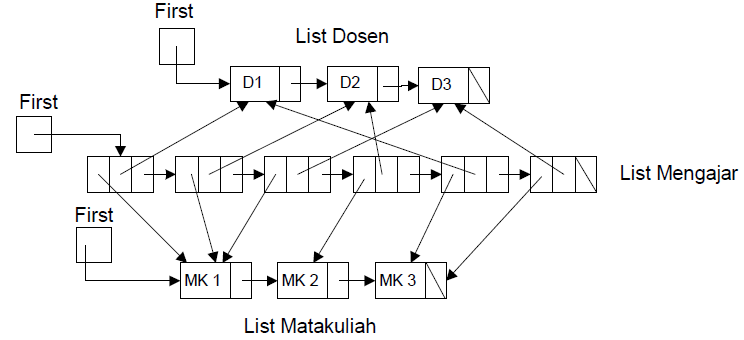 First
List Dosen
D1
D2
D3
First
List Mengajar
First
MK 1
MK 2
MK 3
List Matakuliah